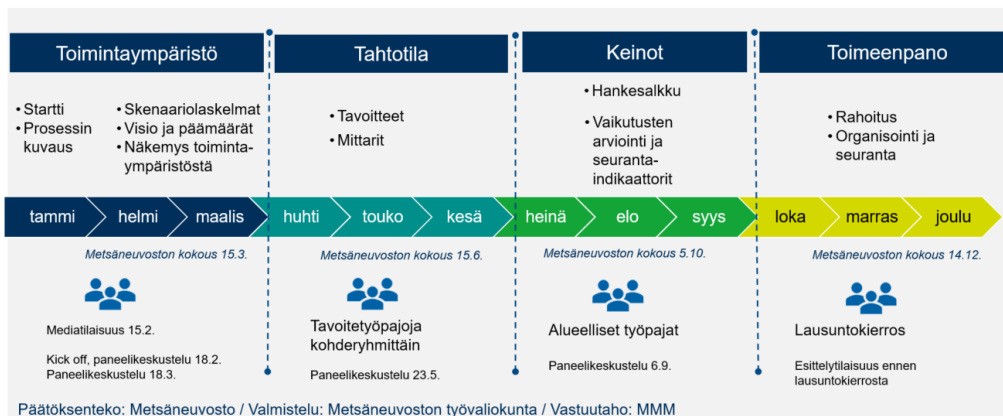 Toimintaympäristö
Tahtotila
Keinot
Toimeenpano
• Startti
• Prosessin
kuvaus
• Skenaariolaskelmat
• Visio ja päämäärät
• Näkemys toiminta-
ympäristöstä
• Tavoitteet
• Mittarit
• Hankesalkku
• Vaikutusten
arviointi ja
seuranta-
indikaattorit
• Rahoitus
• Organisointi ja
seuranta
tammi helmi maalis huhti touko kesä heinä elo syys loka marras joulu
Metsäneuvoston kokous 15.3.
Metsäneuvoston kokous 15.6.
Metsäneuvoston kokous 5.10.
Metsäneuvoston kokous 14.12.
Mediatilaisuus 15.2.
Kick off, paneelikeskustelu 18.2.
Paneelikeskustelu 18.3.
Tavoitetyöpajoja
kohderyhmittäin
Paneelikeskustelu 23.5.
Alueelliset työpajat
Paneelikeskustelu 6.9.
Lausuntokierros
Esittelytilaisuus ennen
lausuntokierrosta
Päätöksenteko: Metsäneuvosto / Valmistelu: Metsäneuvoston työvaliokunta / Vastuutaho: MMM